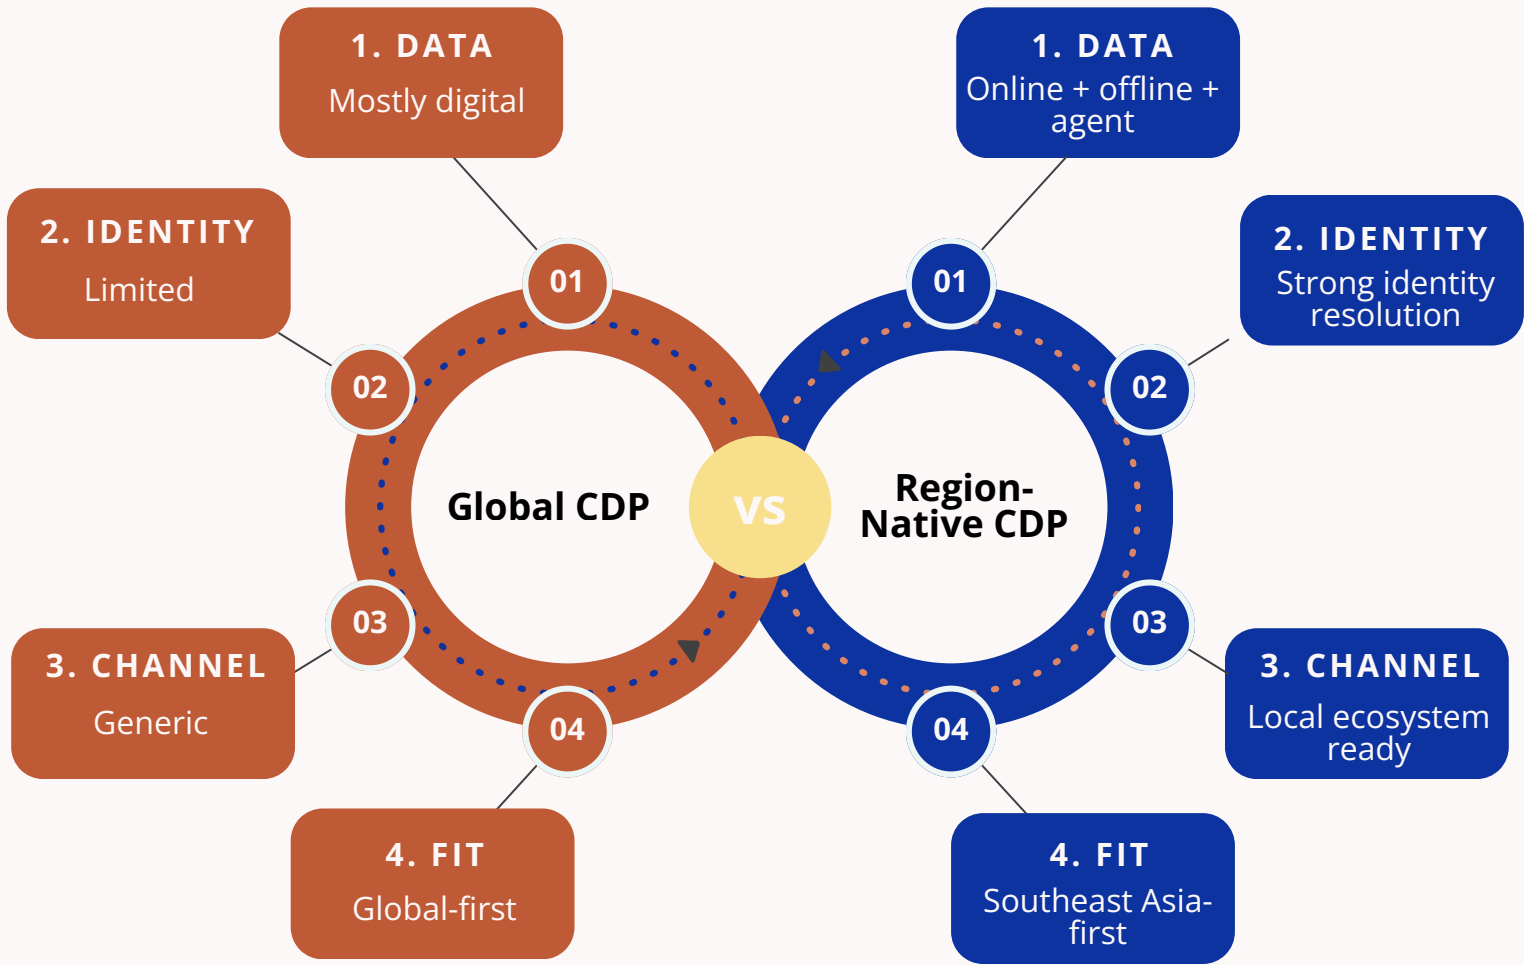 1. DATA
Mostly digital
2. IDENTITY
Limited
3. CHANNEL
Generic
4. FIT
Global-first
01
02
03
04
Global CDP
vs
Region-
Native CDP
01
02
03
04
1. DATA
Online + offline +
agent
2. IDENTITY
Strong identity
resolution
3. CHANNEL
Local ecosystem
ready
4. FIT
Southeast Asia-
first